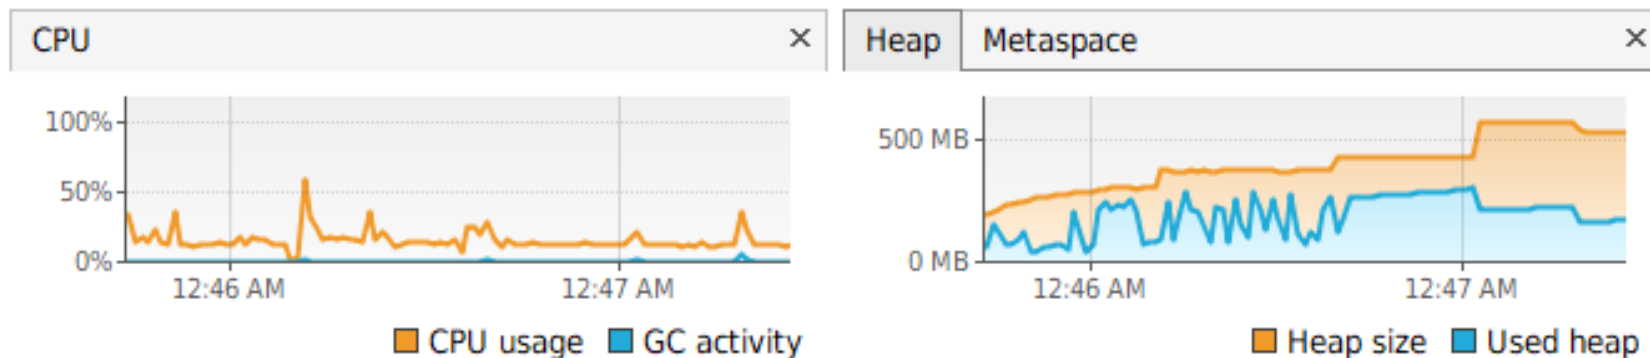 CPU ×
100%
50%
0%
12:46 AM 12:47 AM
CPU usage GC activity
Heap Metaspace ×
500 MB
0 MB
12:46 AM 12:47 AM
Heap size Used heap